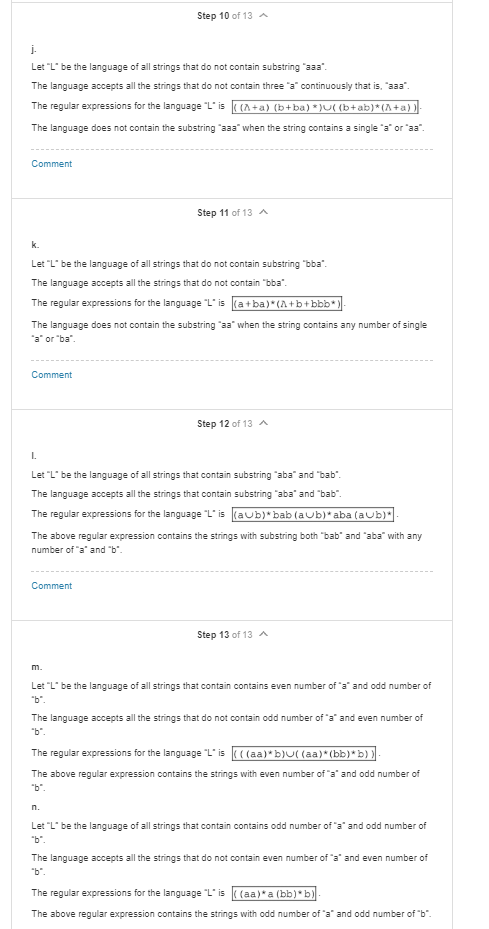 Step 10 of 13
j.
Let "L" be the language of all strings that do not contain substring "aaa".
The language accepts all the strings that do not contain three "a" continuously that is, "aaa".
The regular expressions for the language "L" is ((Λ+a)(b+ba)*)∪((b+ab)*(Λ+a)).
The language does not contain the substring "aaa" when the string contains a single "a" or "aa".
Comment
Step 11 of 13
k.
Let "L" be the language of all strings that do not contain substring "bba".
The language accepts all the strings that do not contain "bba".
The regular expressions for the language "L" is (a+ba)*(Λ+b+bbb*).
The language does not contain the substring "aa" when the string contains any number of single
"a" or "ba".
Comment
Step 12 of 13
l.
Let "L" be the language of all strings that contain substring "aba" and "bab".
The language accepts all the strings that contain substring "aba" and "bab".
The regular expressions for the language "L" is (a∪b)*bab(a∪b)*aba(a∪b)*.
The above regular expression contains the strings with substring both "bab" and "aba" with any
number of "a" and "b".
Comment
Step 13 of 13
m.
Let "L" be the language of all strings that contain contains even number of "a" and odd number of
"b".
The language accepts all the strings that do not contain odd number of "a" and even number of
"b".
The regular expressions for the language "L" is (((aa)*b)∪((aa)*(bb)*b)).
The above regular expression contains the strings with even number of "a" and odd number of
"b".
n.
Let "L" be the language of all strings that contain contains odd number of "a" and odd number of
"b".
The language accepts all the strings that do not contain even number of "a" and even number of
"b".
The regular expressions for the language "L" is ((aa)*a(bb)*b).
The above regular expression contains the strings with odd number of "a" and odd number of "b".